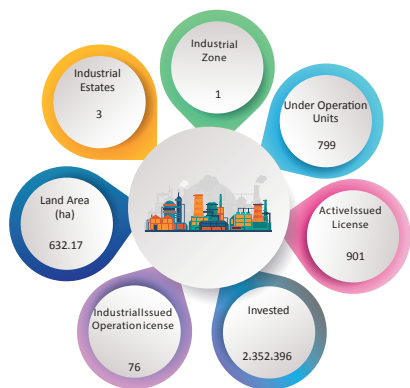 Industrial
Zone
1
Industrial
Estates
3
Under Operation
Units
799
Land Area
(ha)
632.17
ActiveIssued
License
901
IndustrialIssued
Operationicense
76
Invested
2.352.396